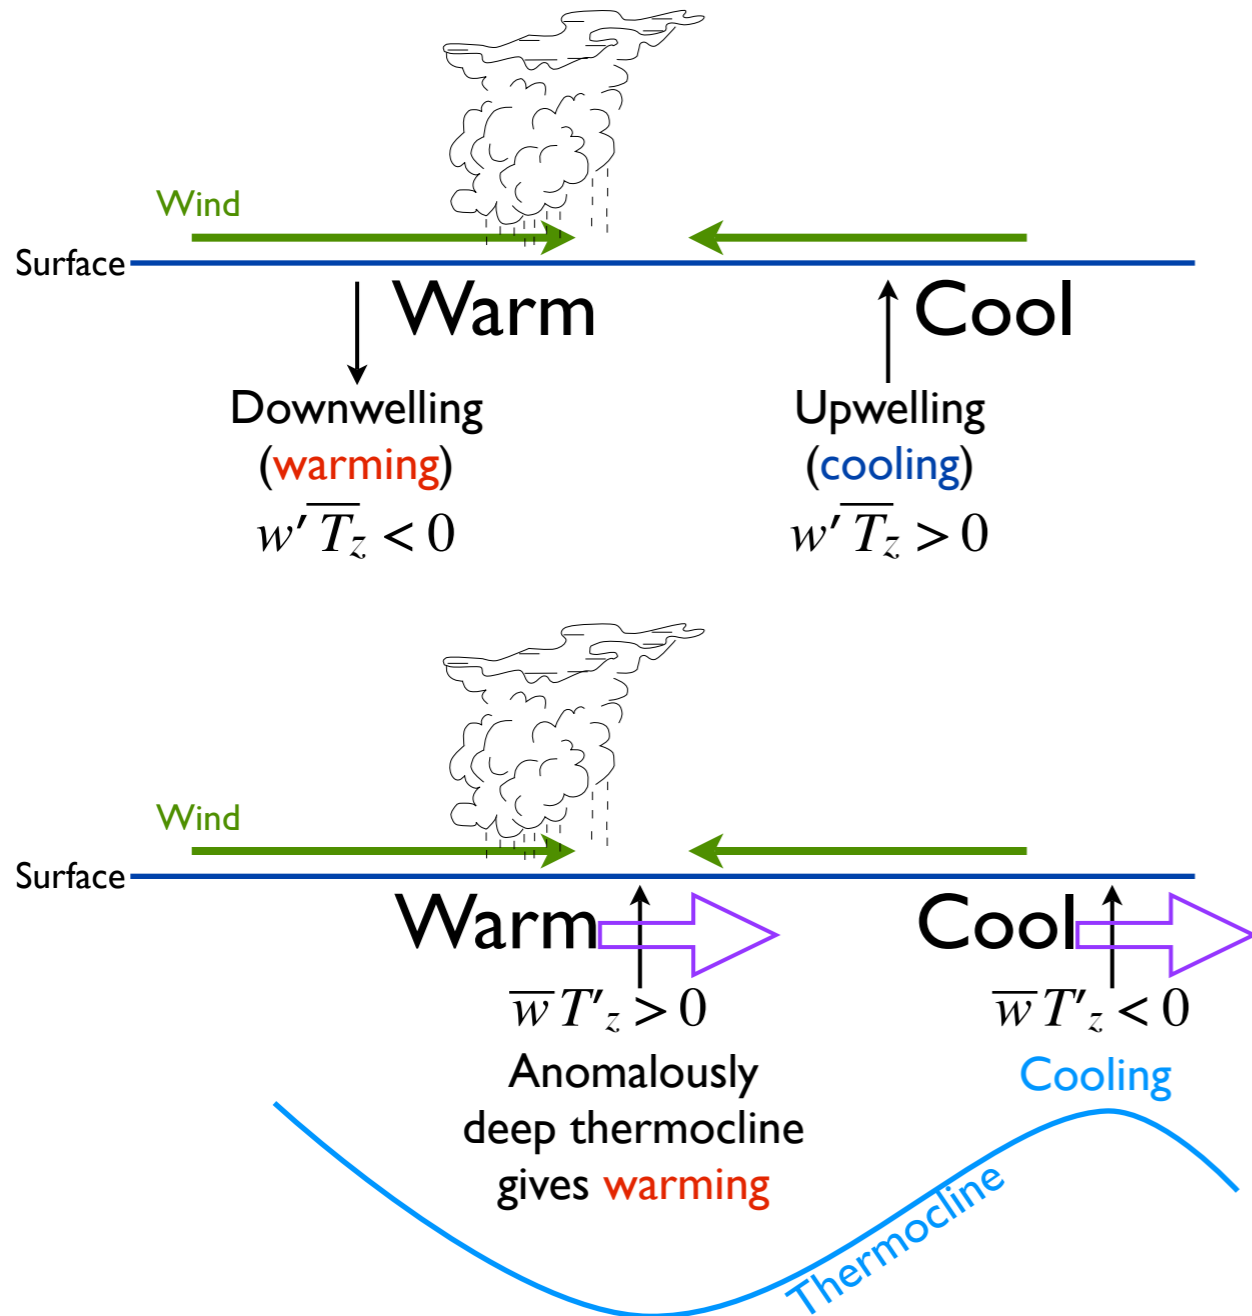 Wind
Surface
Warm
Cool
Downwelling
Upwelling
(warming)
(cooling)
w′ T̅z < 0
w′ T̅z > 0
Wind
Surface
Warm
Cool
w̅ T′z > 0
w̅ T′z < 0
Anomalously
Cooling
deep thermocline
gives warming
Thermocline